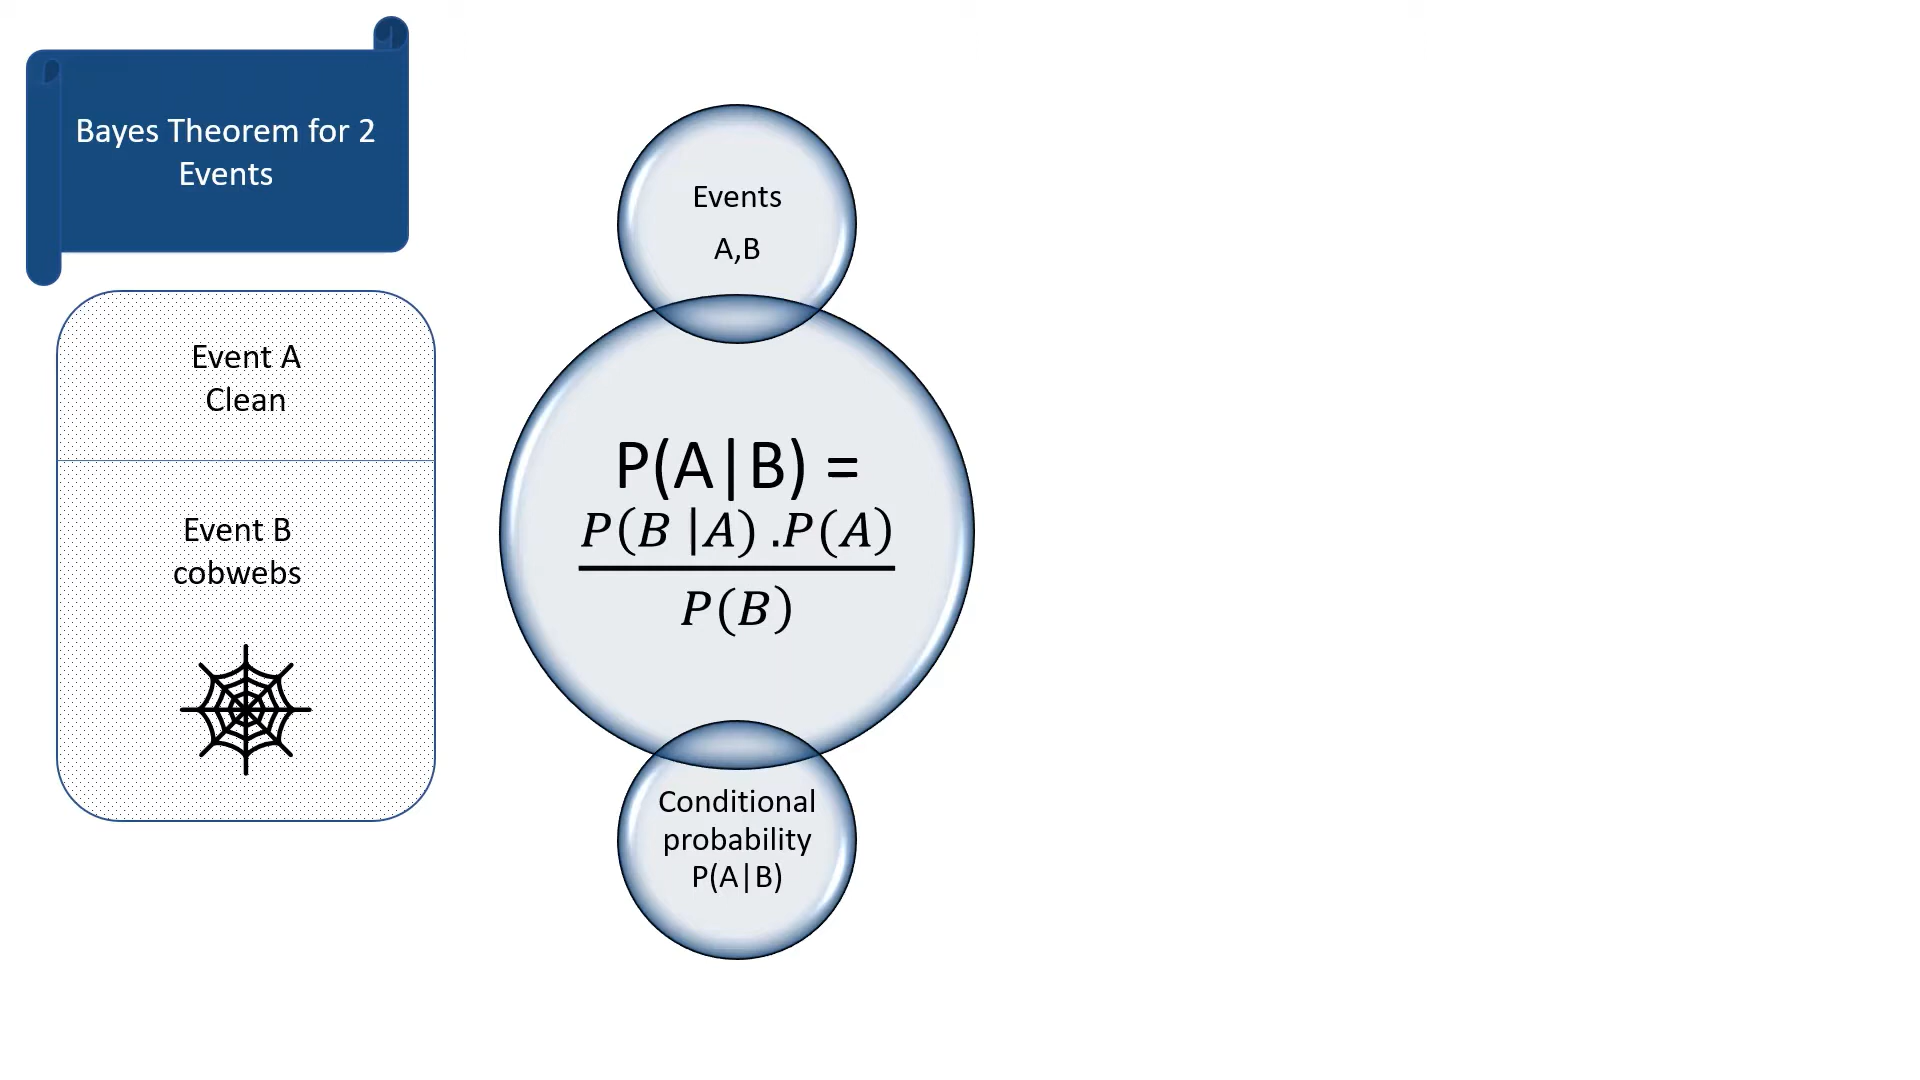 Bayes Theorem for 2
Events
Event A
Clean
Event B
cobwebs
Events
A,B
P(A|B) =
P(B |A) .P(A)
P(B)
Conditional
probability
P(A|B)